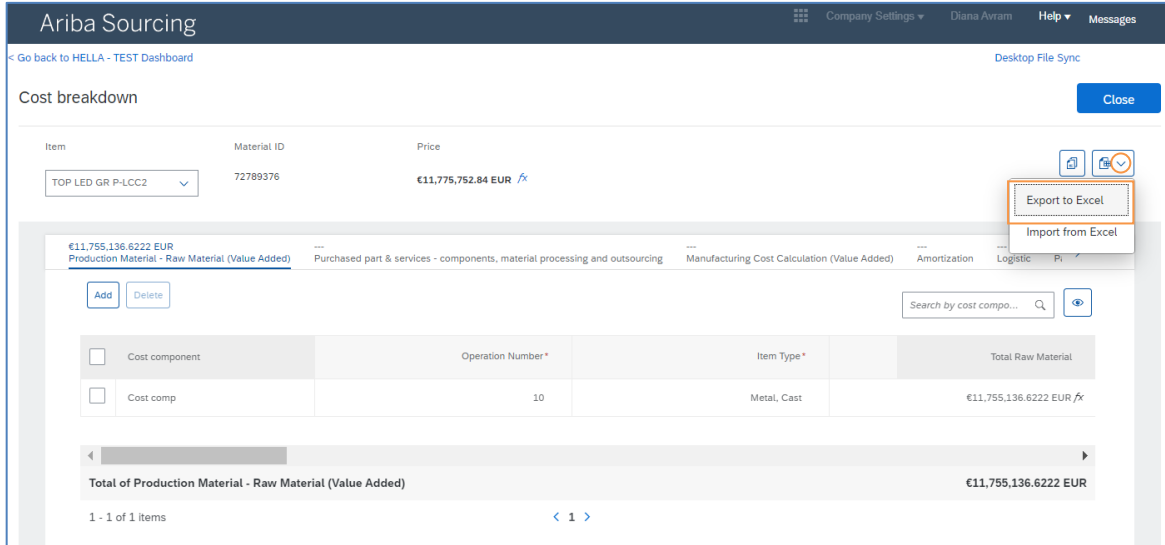 Ariba Sourcing
Company Settings ▾ Diana Avram Help ▾ Messages
< Go back to HELLA - TEST Dashboard Desktop File Sync
Cost breakdown Close
Item Material ID Price
TOP LED GR P-LCC2 72789376 €11,775,752.84 EUR fx
Export to Excel
Import from Excel
€11,755,136.6222 EUR --- --- --- ---
Production Material - Raw Material (Value Added) Purchased part & services - components, material processing and outsourcing Manufacturing Cost Calculation (Value Added) Amortization Logistic
Add Delete Search by cost compo...
Cost component Operation Number* Item Type* Total Raw Material
Cost comp 10 Metal, Cast €11,755,136.6222 EUR fx
Total of Production Material - Raw Material (Value Added) €11,755,136.6222 EUR
1 - 1 of 1 items < 1 >